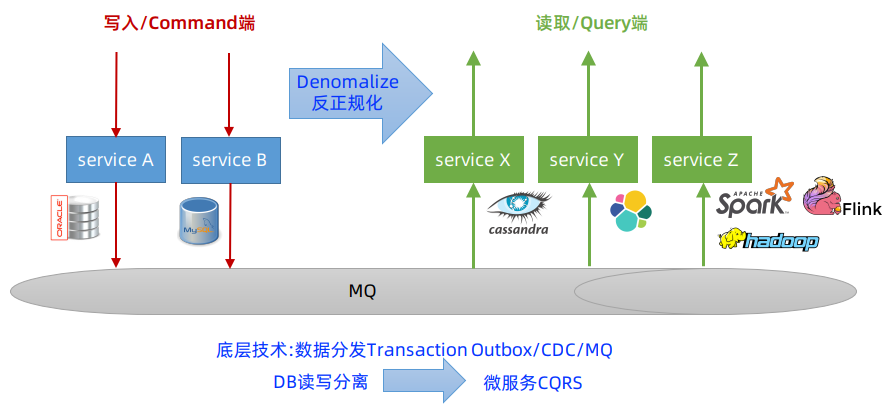 写入/Command端
读取/Query端
Denomalize
反正规化
service A
service B
service X
service Y
service Z
ORACLE
MySQL
cassandra
APACHE
Spark
Flink
hadoop
MQ
底层技术:数据分发Transaction Outbox/CDC/MQ
DB读写分离
微服务CQRS